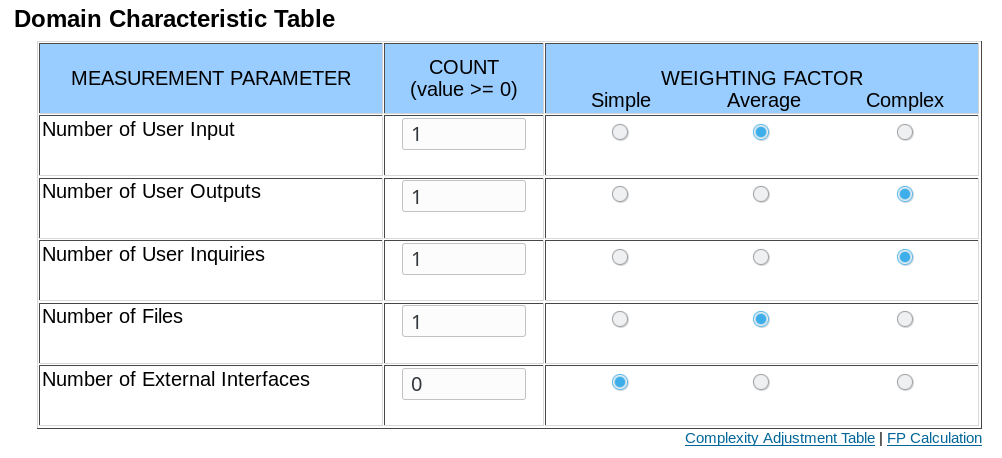 Domain Characteristic Table
MEASUREMENT PARAMETER
COUNT
(value >= 0)
WEIGHTING FACTOR
Simple Average Complex
Number of User Input 1
Number of User Outputs 1
Number of User Inquiries 1
Number of Files 1
Number of External Interfaces 0
Complexity Adjustment Table | FP Calculation